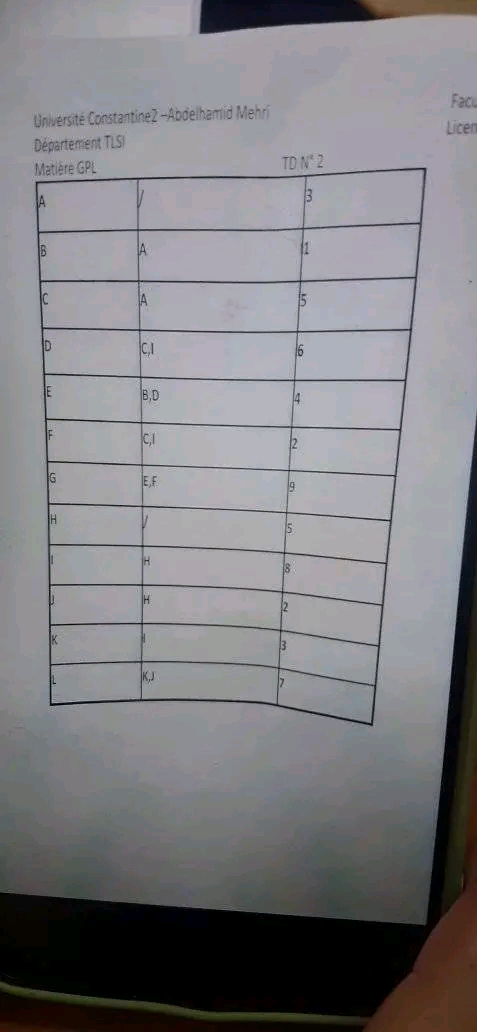 Facu
Université Constantine2 –Abdelhamid Mehri
Licen
Département TLSI
Matière GPL TD N° 2
A / 3
B A 1
C A 5
D C,I 6
E B,D 4
F C,I 2
G E,F 9
H / 5
I H 8
J H 2
K I 3
L K,J 7